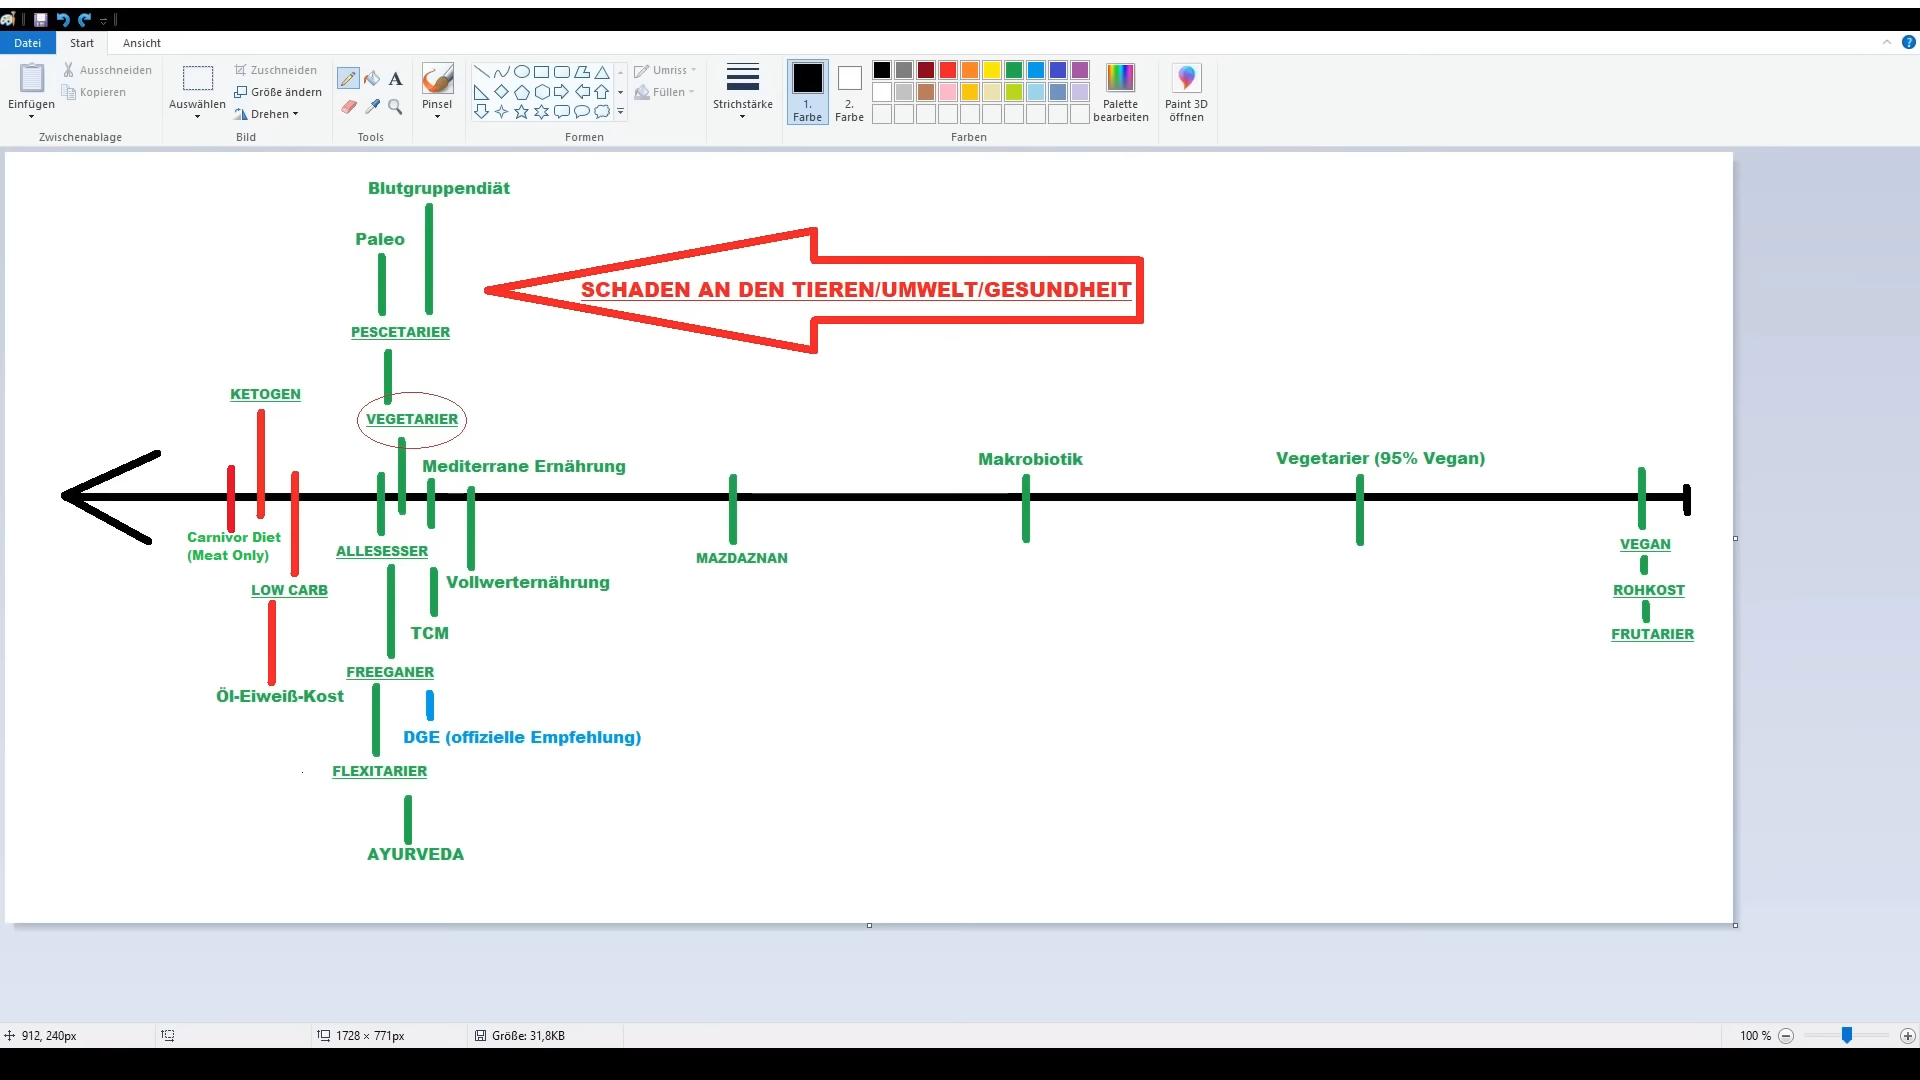 Datei
Start
Ansicht
Einfügen
Ausschneiden
Kopieren
Zwischenablage
Auswählen
Zuschneiden
Größe ändern
Drehen
Bild
A
Tools
Pinsel
Umriss
Füllen
Formen
Strichstärke
1.
Farbe
2.
Farbe
Palette
bearbeiten
Farben
Paint 3D
öffnen
?
Blutgruppendiät
Paleo
SCHADEN AN DEN TIEREN/UMWELT/GESUNDHEIT
PESCETARIER
KETOGEN
VEGETARIER
Mediterrane Ernährung
Makrobiotik
Vegetarier (95% Vegan)
Carnivor Diet
(Meat Only)
ALLESESSER
MAZDAZNAN
VEGAN
LOW CARB
Vollwerternährung
ROHKOST
TCM
FRUTARIER
FREEGANER
Öl-Eiweiß-Kost
DGE (offizielle Empfehlung)
FLEXITARIER
AYURVEDA
912, 240px
1728 × 771px
Größe: 31,8KB
100 %